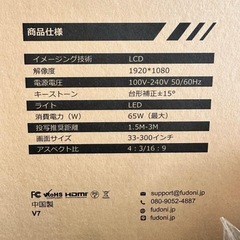 商品仕様
イメージング技術 LCD
解像度 1920*1080
電源電圧 100V-240V 50/60Hz
キーストーン 台形補正±15°
ライト LED
消費電力（W） 65W（最大）
投写推奨距離 1.5M-3M
画面サイズ 33-300インチ
アスペクト比 4：3/16：9
FC RoHS HDMI support@fudoni.jp
080-9052-4887
中国製 fudoni.jp
V7